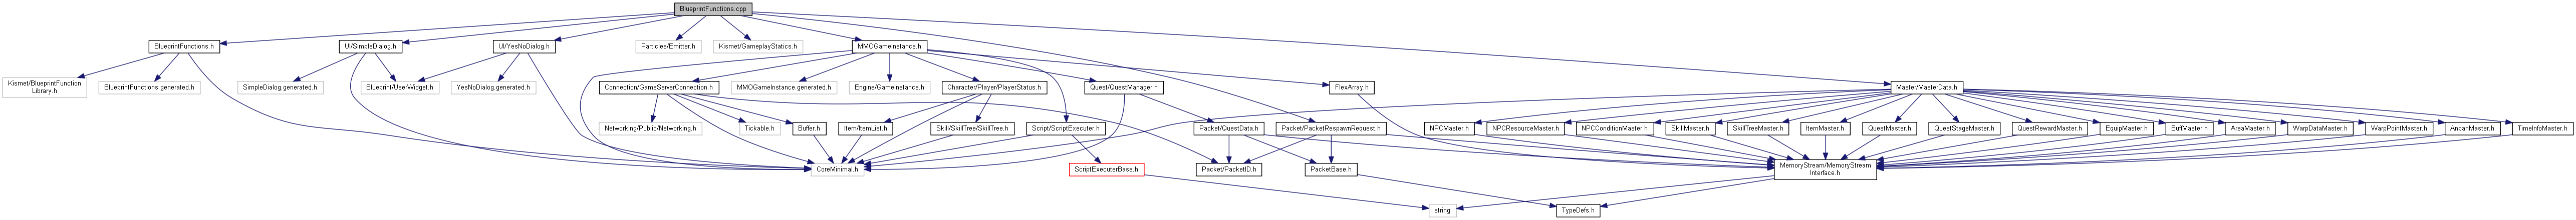 BlueprintFunctions.cpp
BlueprintFunctions.h
UI/SimpleDialog.h
UI/YesNoDialog.h
Particles/Emitter.h
Kismet/GameplayStatics.h
MMOGameInstance.h
Kismet/BlueprintFunction
Library.h
BlueprintFunctions.generated.h
SimpleDialog.generated.h
Blueprint/UserWidget.h
YesNoDialog.generated.h
Connection/GameServerConnection.h
MMOGameInstance.generated.h
Engine/GameInstance.h
Character/Player/PlayerStatus.h
Quest/QuestManager.h
FlexArray.h
Master/MasterData.h
Networking/Public/Networking.h
Tickable.h
Buffer.h
Item/ItemList.h
Skill/SkillTree/SkillTree.h
Script/ScriptExecuter.h
Packet/QuestData.h
Packet/PacketRespawnRequest.h
NPCMaster.h
NPCResourceMaster.h
NPCConditionMaster.h
SkillMaster.h
SkillTreeMaster.h
ItemMaster.h
QuestMaster.h
QuestStageMaster.h
QuestRewardMaster.h
EquipMaster.h
BuffMaster.h
AreaMaster.h
WarpDataMaster.h
WarpPointMaster.h
AnpanMaster.h
TimeInfoMaster.h
CoreMinimal.h
ScriptExecuterBase.h
Packet/PacketID.h
PacketBase.h
MemoryStream/MemoryStream
Interface.h
string
TypeDefs.h